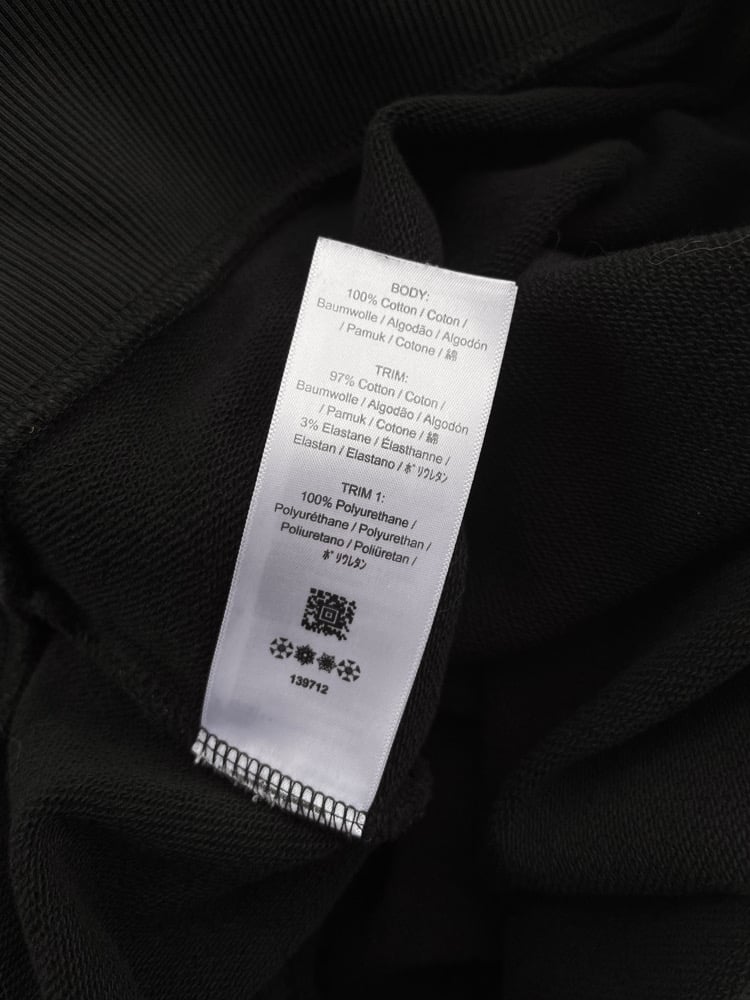 BODY:
100% Cotton / Coton /
Baumwolle / Algodão / Algodón
/ Pamuk / Cotone / 綿
TRIM:
97% Cotton / Coton /
Baumwolle / Algodão / Algodón
/ Pamuk / Cotone / 綿
3% Elastane / Élasthanne /
Elastan / Elastano / ﾎﾟﾘｳﾚﾀﾝ
TRIM 1:
100% Polyurethane /
Polyuréthane / Polyurethan /
Poliuretano / Poliüretan /
ﾎﾟﾘｳﾚﾀﾝ
139712